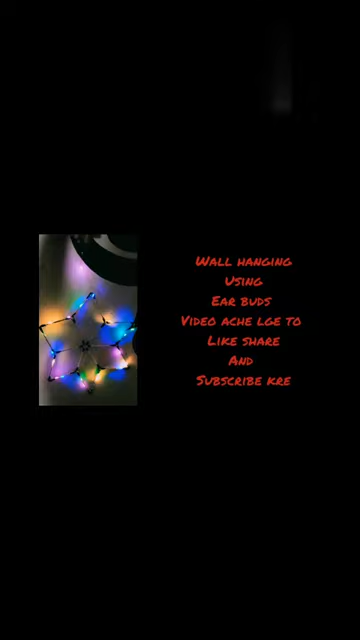 Wall hanging
Using
Ear buds
Video ache lge to
Like share
And
Subscribe kre